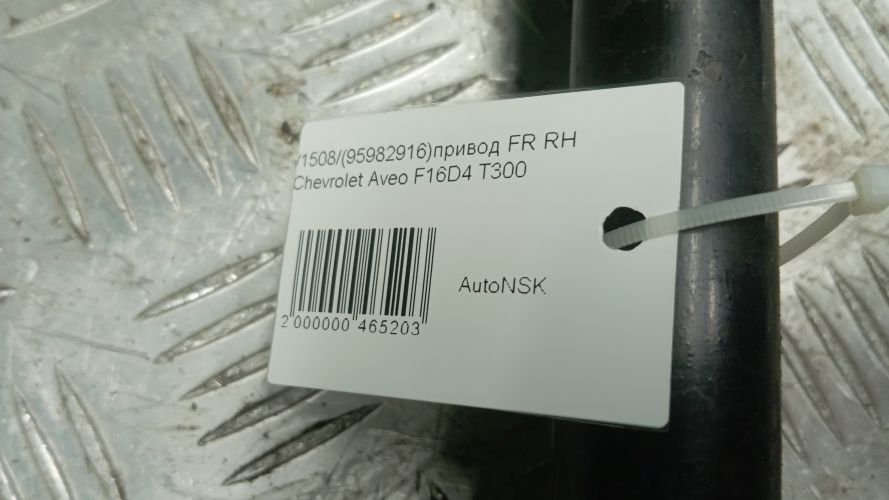 /1508/(95982916)привод FR RH
Chevrolet Aveo F16D4 T300
AutoNSK
2 000000 465203